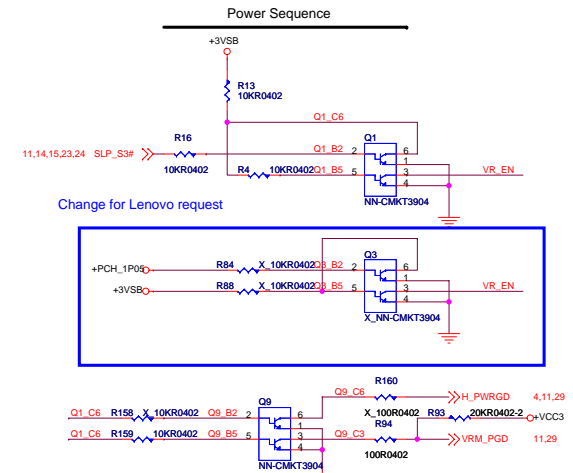 Power Sequence
+3VSB
R13
10KR0402
Q1_C6
R16
Q1
11,14,15,23,24 SLP_S3#
10KR0402
Q1_B2
2
6
1
R4
10KR0402
Q1_B5
5
3
4
VR_EN
NN-CMKT3904
Change for Lenovo request
Q3
+PCH_1P05
R84
X_10KR0402
Q3_B2
2
6
1
+3VSB
R88
X_10KR0402
Q3_B5
5
3
4
VR_EN
X_NN-CMKT3904
R160
Q9_C6
H_PWRGD
4,11,29
Q9
X_100R0402
Q1_C6
R158
X_10KR0402
Q9_B2
2
6
1
R93
20KR0402-2
+VCC3
R94
Q1_C6
R159
10KR0402
Q9_B5
5
3
4
Q9_C3
VRM_PGD
11,29
100R0402
NN-CMKT3904